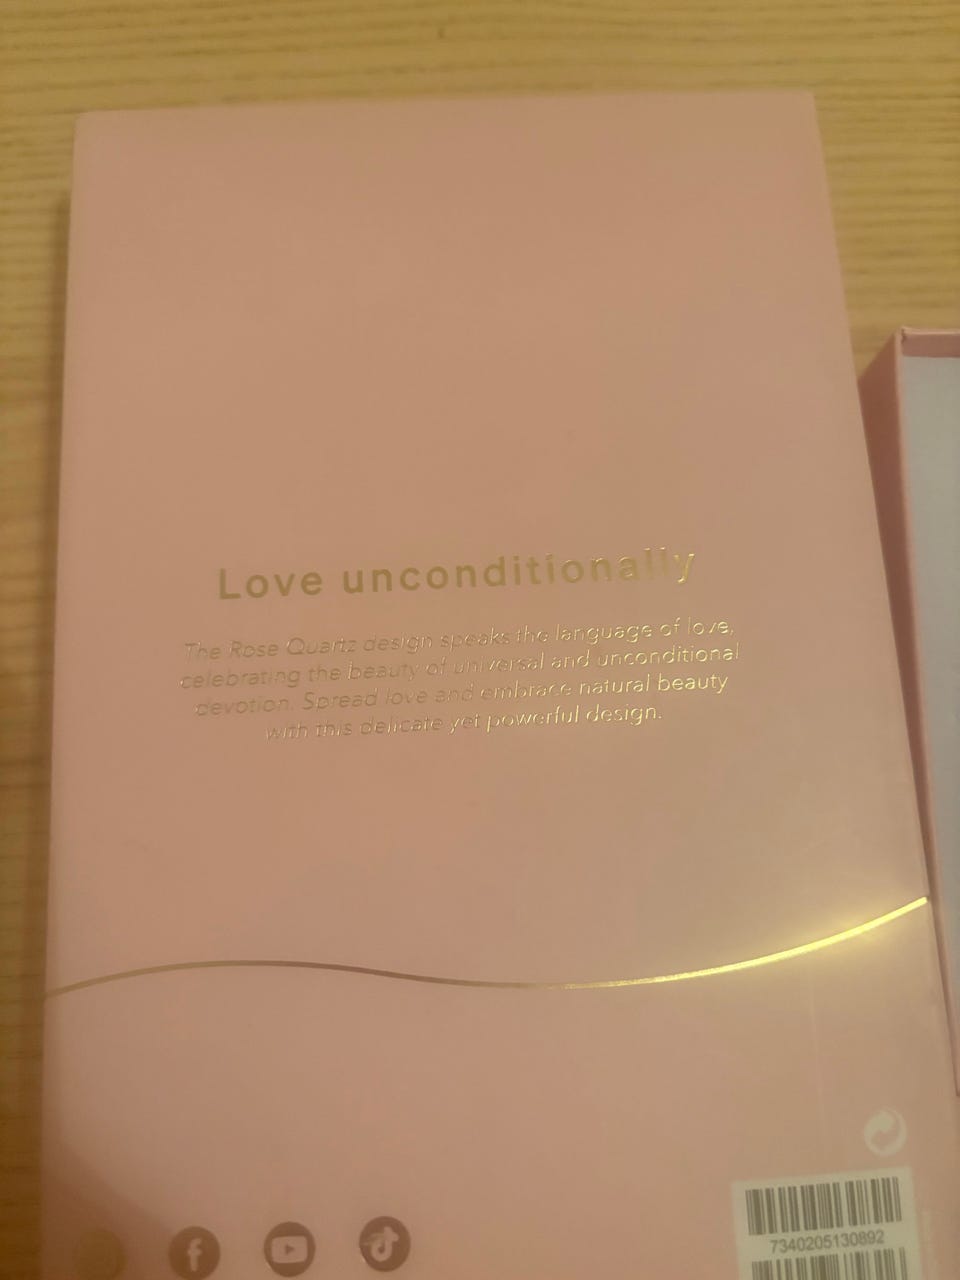 Love unconditionally
The Rose Quartz design speaks the language of love,
celebrating the beauty of universal and unconditional
devotion. Spread love and embrace natural beauty
with this delicate yet powerful design.
7340205130892